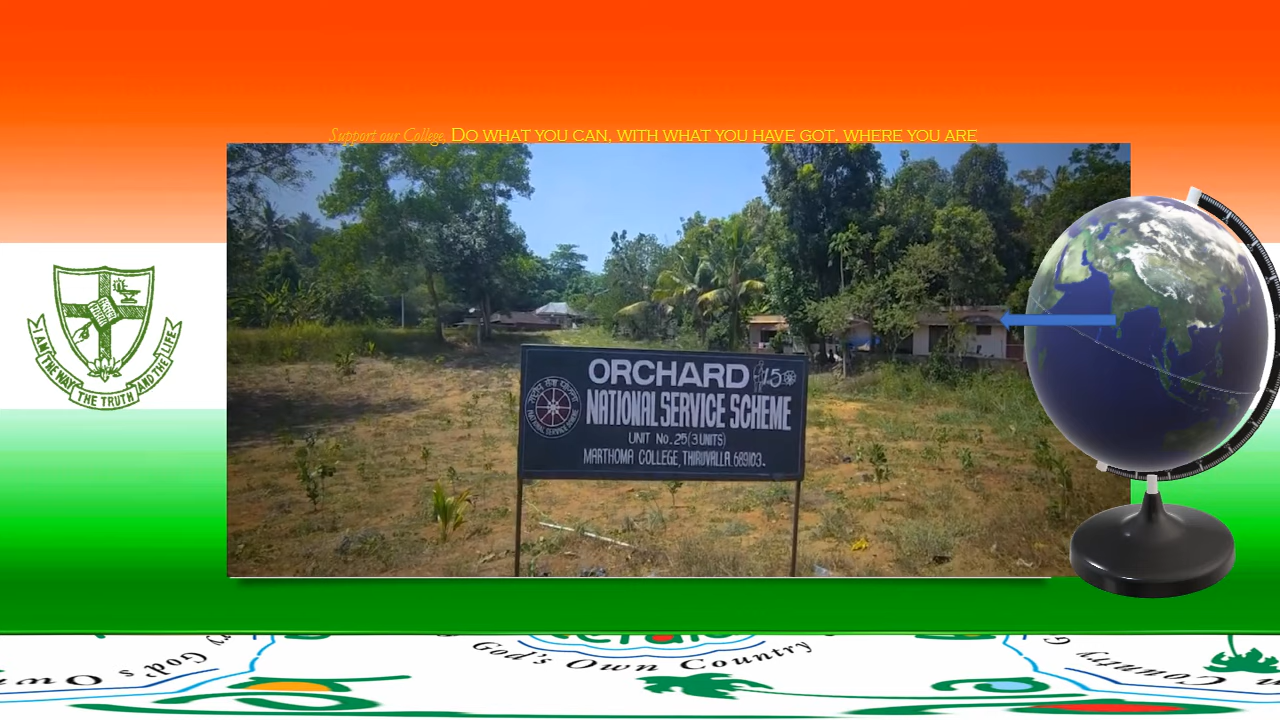 Support our College, DO WHAT YOU CAN, WITH WHAT YOU HAVE GOT, WHERE YOU ARE
I AM THE WAY
THE TRUTH
AND THE LIFE
ORCHARD
NATIONAL SERVICE SCHEME
UNIT No. 25 (3 UNITS)
MARTHOMA COLLEGE, THIRUVALLA. 689103.
God's Own Country